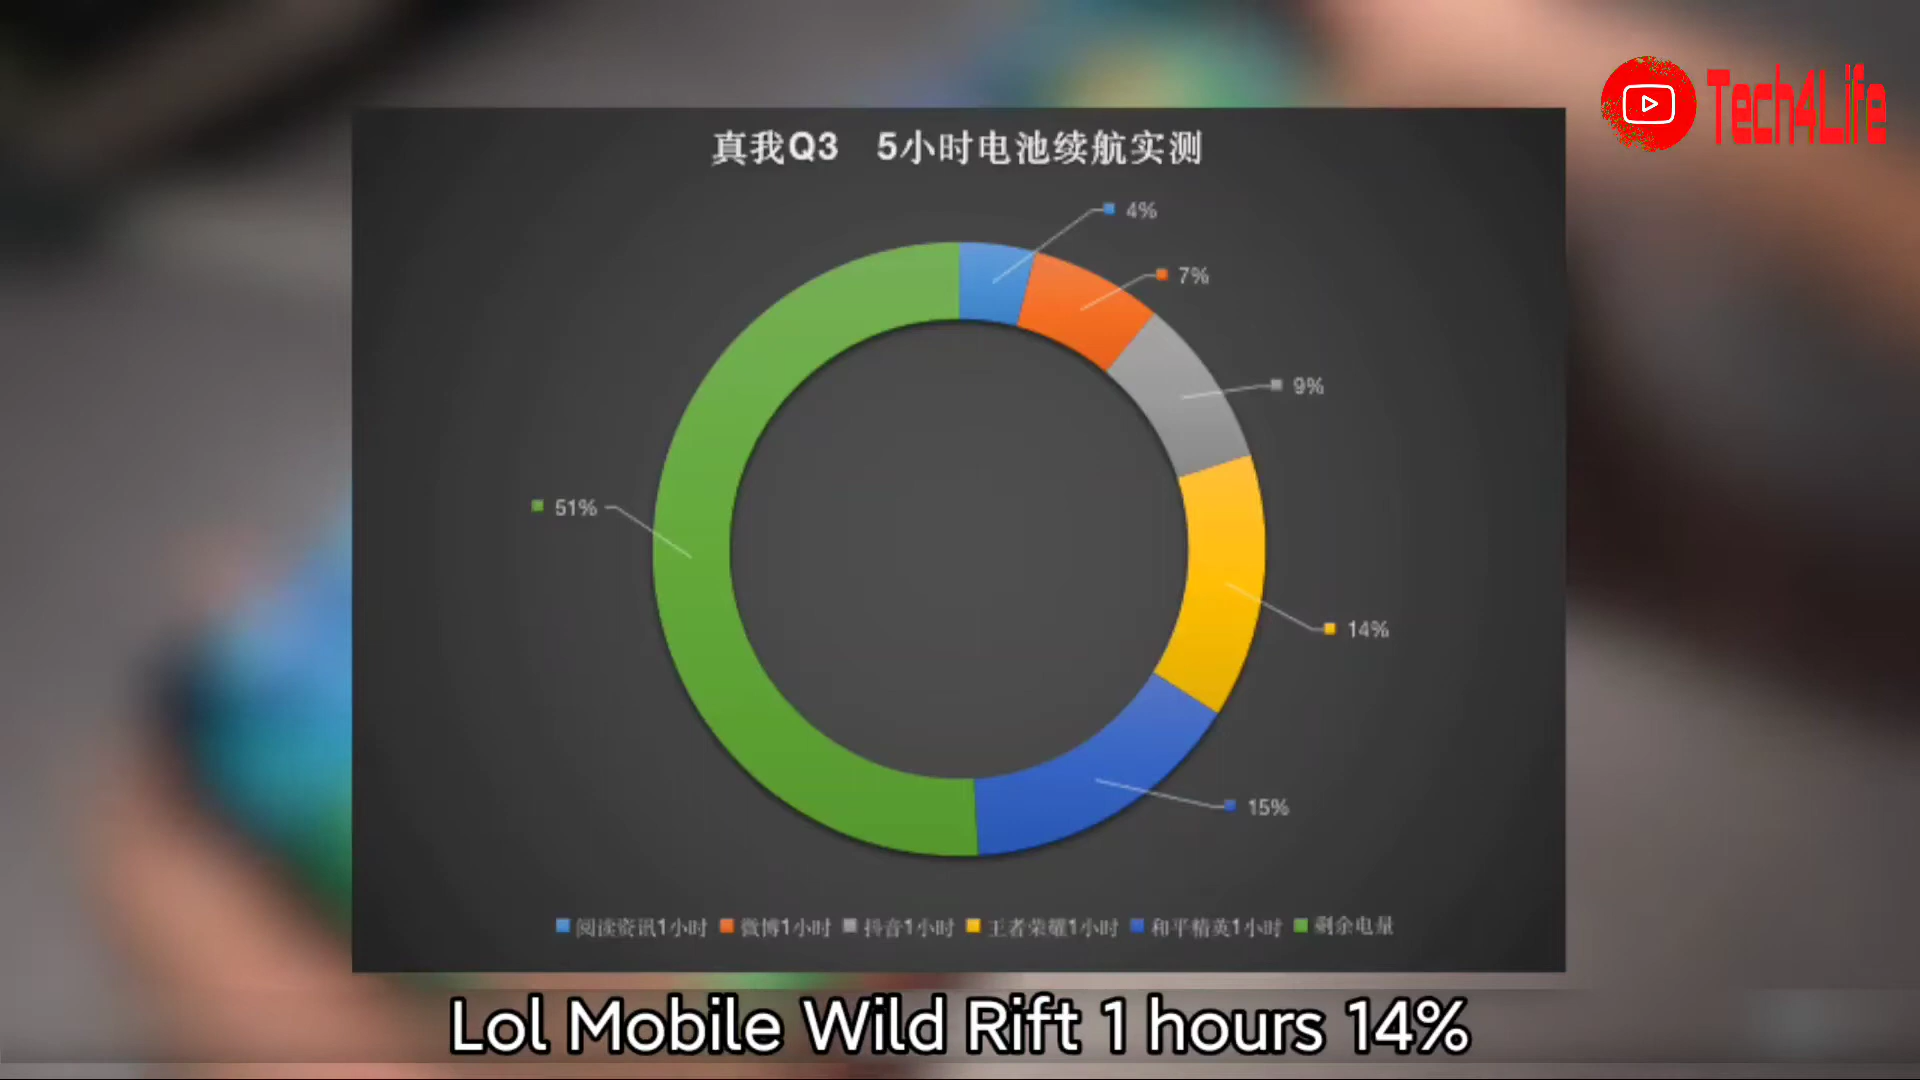 Tech4Life
真我Q3 5小时电池续航实测
4%
7%
9%
51%
14%
15%
阅读资讯1小时 微博1小时 抖音1小时 王者荣耀1小时 和平精英1小时 剩余电量
Lol Mobile Wild Rift 1 hours 14%